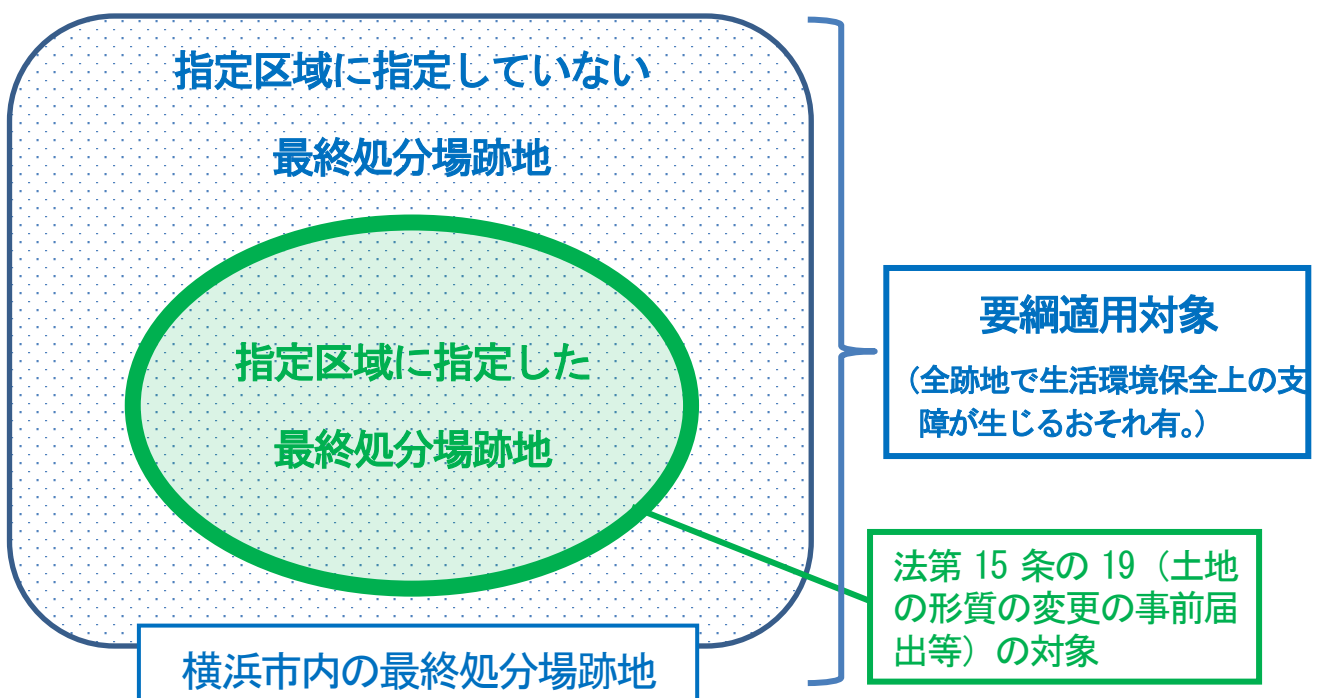 指定区域に指定していない
最終処分場跡地
指定区域に指定した
最終処分場跡地
要綱適用対象
（全跡地で生活環境保全上の支
障が生じるおそれ有。）
法第 15 条の 19（土地
の形質の変更の事前届
出等）の対象
横浜市内の最終処分場跡地